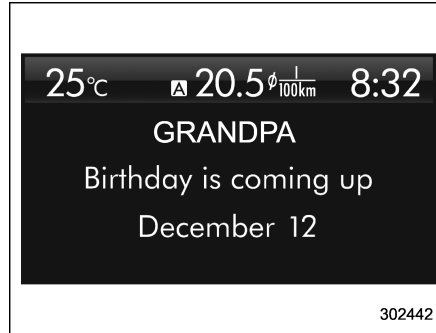 25°C A 20.5 ø l/100km 8:32
GRANDPA
Birthday is coming up
December 12
302442